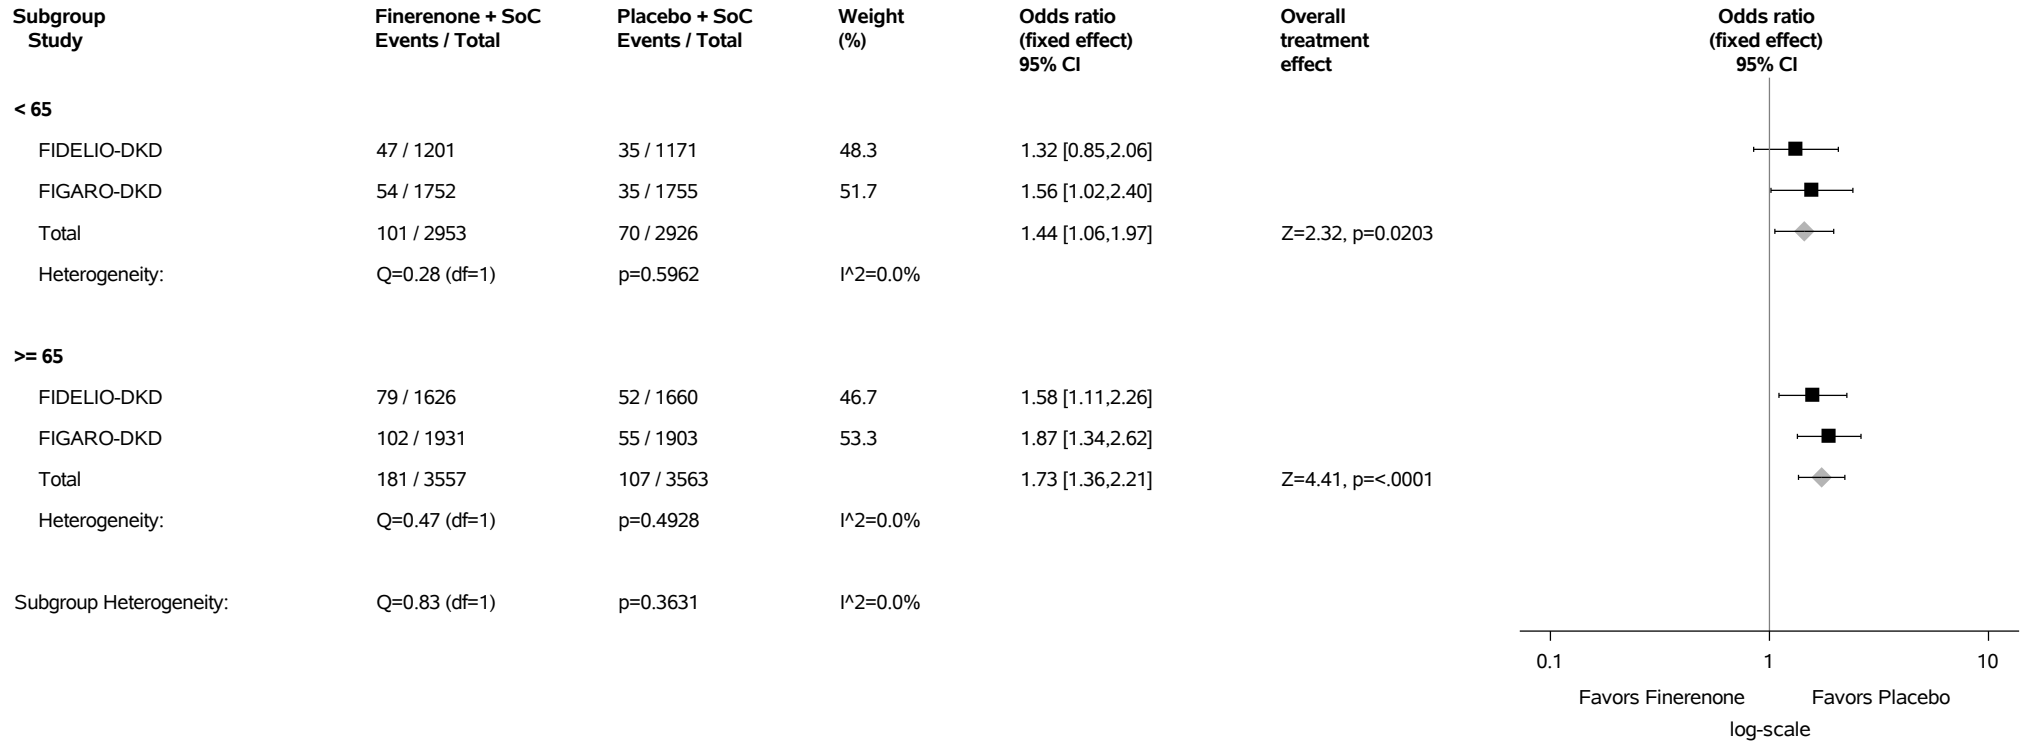 Subgroup Finerenone + SoC Placebo + SoC Weight Odds ratio Overall Odds ratio
Study Events / Total Events / Total (%) (fixed effect) treatment (fixed effect)
95% CI effect 95% CI
< 65
FIDELIO-DKD 47 / 1201 35 / 1171 48.3 1.32 [0.85,2.06]
FIGARO-DKD 54 / 1752 35 / 1755 51.7 1.56 [1.02,2.40]
Total 101 / 2953 70 / 2926 1.44 [1.06,1.97] Z=2.32, p=0.0203
Heterogeneity: Q=0.28 (df=1) p=0.5962 I^2=0.0%
>= 65
FIDELIO-DKD 79 / 1626 52 / 1660 46.7 1.58 [1.11,2.26]
FIGARO-DKD 102 / 1931 55 / 1903 53.3 1.87 [1.34,2.62]
Total 181 / 3557 107 / 3563 1.73 [1.36,2.21] Z=4.41, p=<.0001
Heterogeneity: Q=0.47 (df=1) p=0.4928 I^2=0.0%
Subgroup Heterogeneity: Q=0.83 (df=1) p=0.3631 I^2=0.0%
0.1 1 10
Favors Finerenone Favors Placebo
log-scale